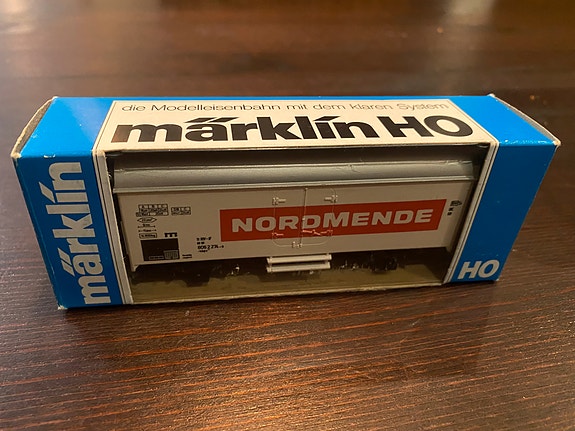 die Modelleisenbahn mit dem klaren System
märklin HO
märklin
NORDMENDE
m
HO